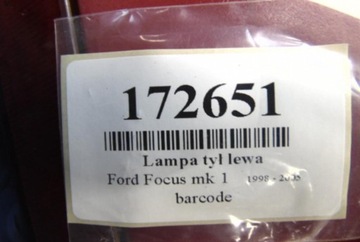 172651
Lampa tył lewa
Ford Focus mk 1 1998 - 2005
barcode